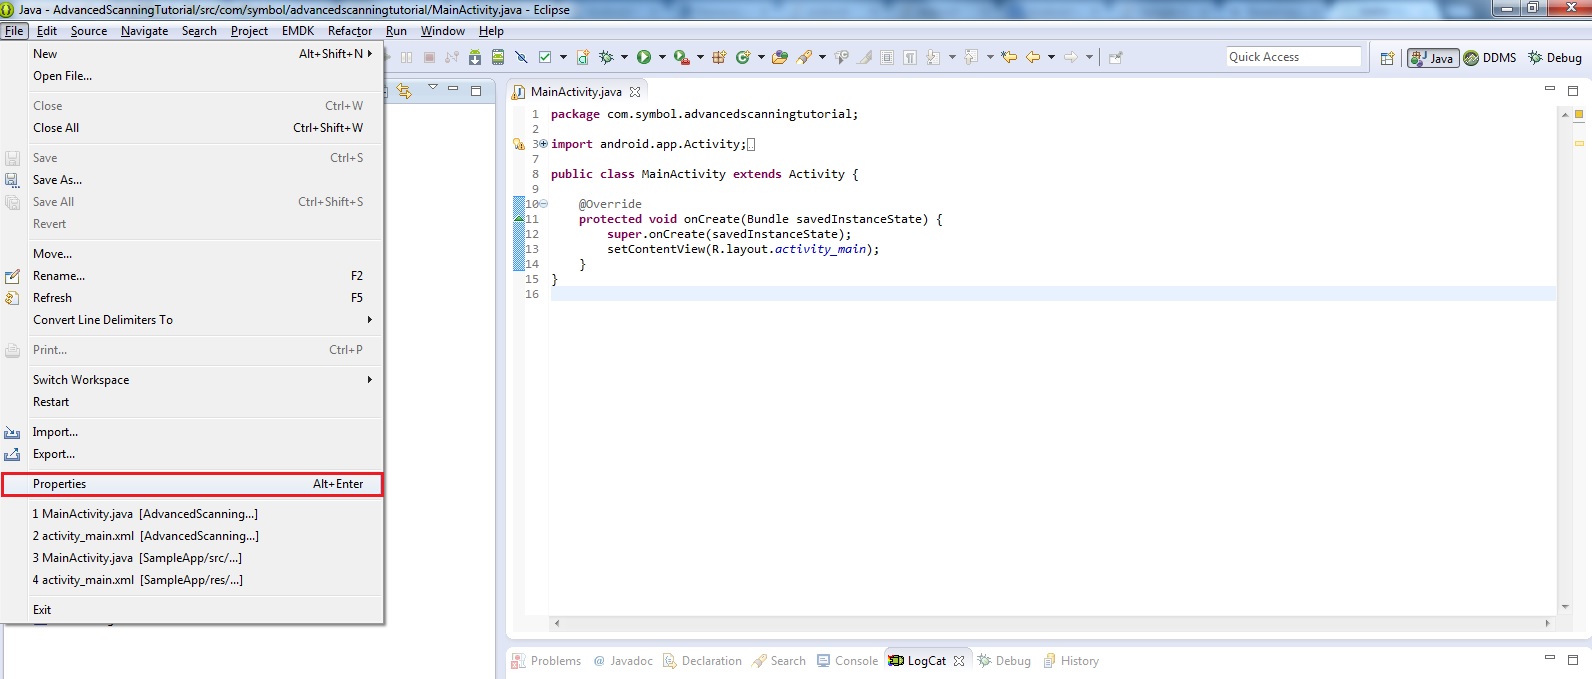 Java - AdvancedScanningTutorial/src/com/symbol/advancedscanningtutorial/MainActivity.java - Eclipse
File Edit Source Navigate Search Project EMDK Refactor Run Window Help
Quick Access Java DDMS Debug
New Alt+Shift+N
Open File...
Close Ctrl+W
Close All Ctrl+Shift+W
Save Ctrl+S
Save As...
Save All Ctrl+Shift+S
Revert
Move...
Rename... F2
Refresh F5
Convert Line Delimiters To
Print... Ctrl+P
Switch Workspace
Restart
Import...
Export...
Properties Alt+Enter
1 MainActivity.java [AdvancedScanning...]
2 activity_main.xml [AdvancedScanning...]
3 MainActivity.java [SampleApp/src/...]
4 activity_main.xml [SampleApp/res/...]
Exit
MainActivity.java
1 package com.symbol.advancedscanningtutorial;
2
3 import android.app.Activity;
7
8 public class MainActivity extends Activity {
9
10 @Override
11 protected void onCreate(Bundle savedInstanceState) {
12 super.onCreate(savedInstanceState);
13 setContentView(R.layout.activity_main);
14 }
15 }
16
Problems @ Javadoc Declaration Search Console LogCat Debug History